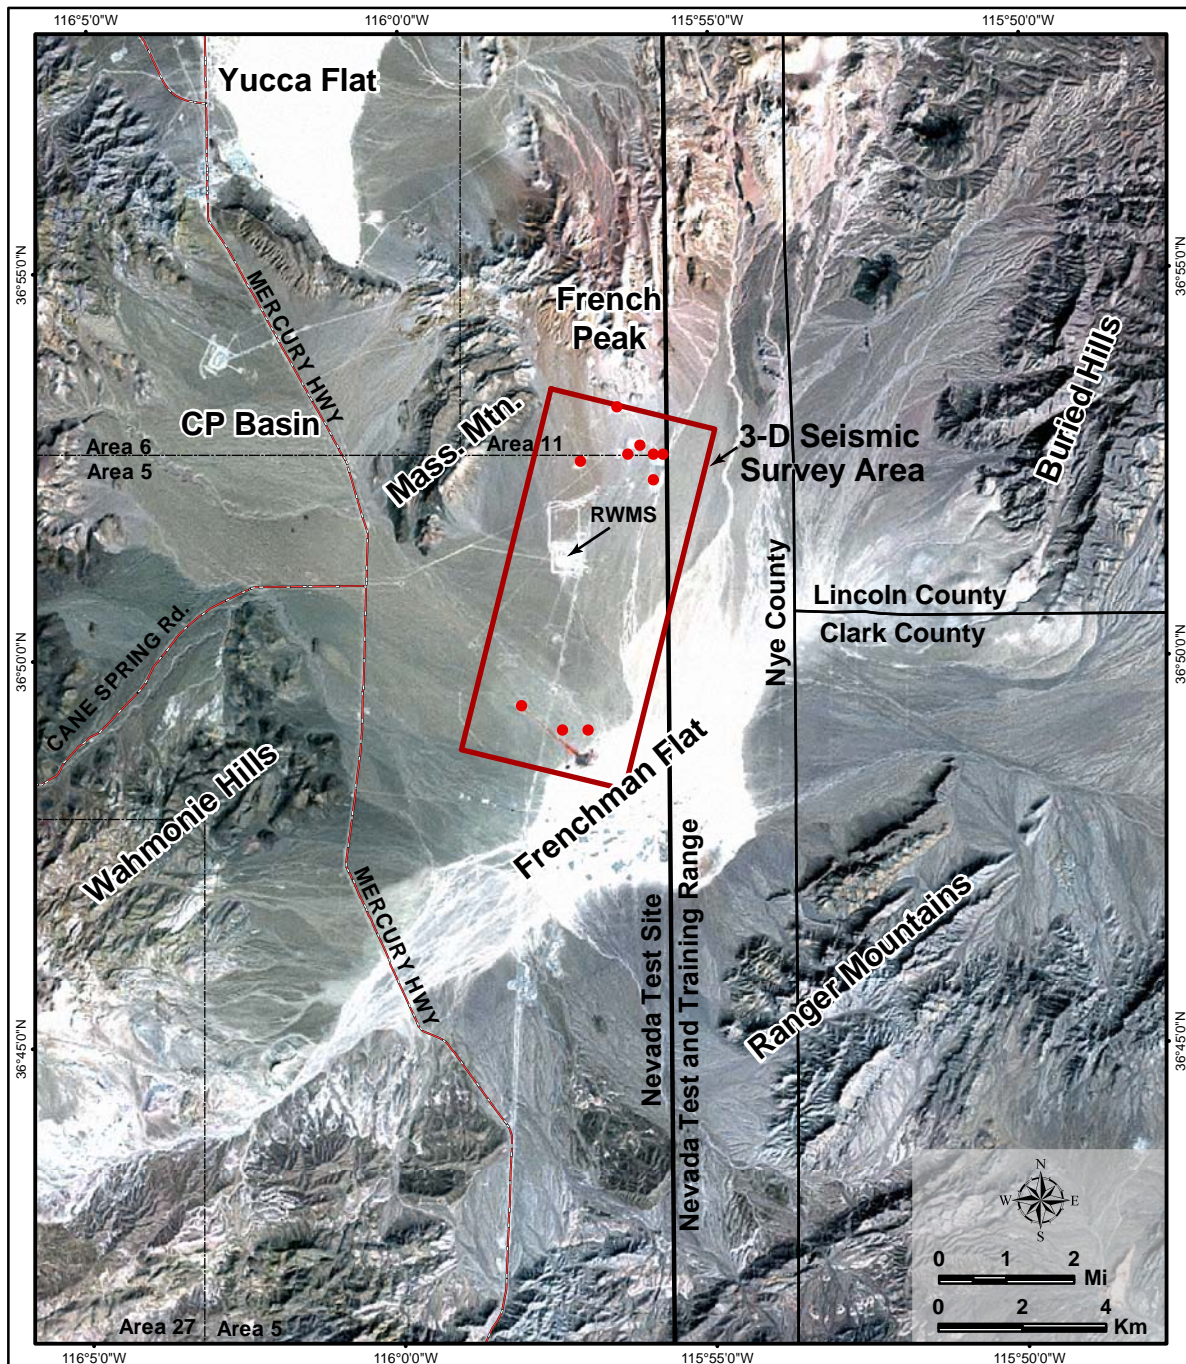 116°5'0"W
116°0'0"W
115°55'0"W
115°50'0"W
Yucca Flat
36°55'0"N
36°55'0"N
MERCURY HWY
French
Peak
Buried Hills
CP Basin
Mass. Mtn.
Area 6
Area 5
Area 11
3-D Seismic
Survey Area
RWMS
Nye County
Lincoln County
Clark County
CANE SPRING Rd.
36°50'0"N
36°50'0"N
Wahmonie Hills
Frenchman Flat
MERCURY HWY
Nevada Test Site
Nevada Test and Training Range
Ranger Mountains
36°45'0"N
36°45'0"N
N
W
E
S
0 1 2
Mi
0 2 4
Km
Area 27
Area 5
116°5'0"W
116°0'0"W
115°55'0"W
115°50'0"W